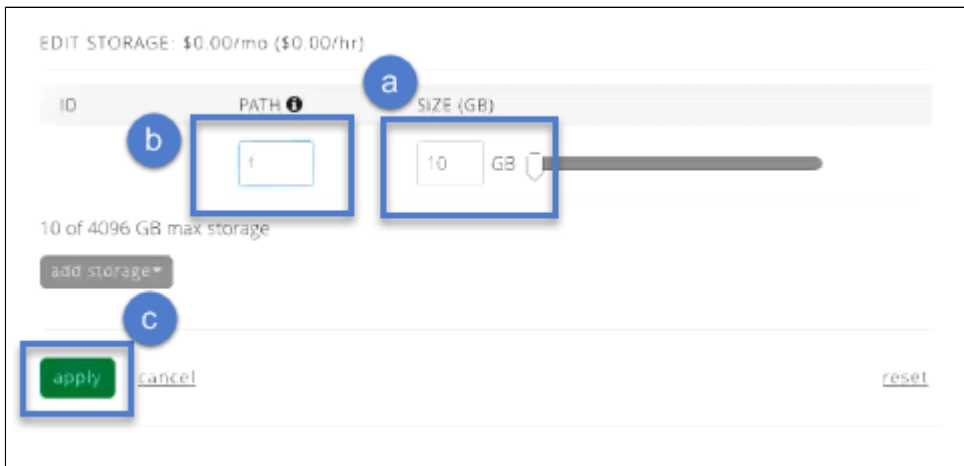 EDIT STORAGE: $0.00/mo ($0.00/hr)
a
ID PATH SIZE (GB)
b
f 10 GB
10 of 4096 GB max storage
add storage
c
apply cancel reset